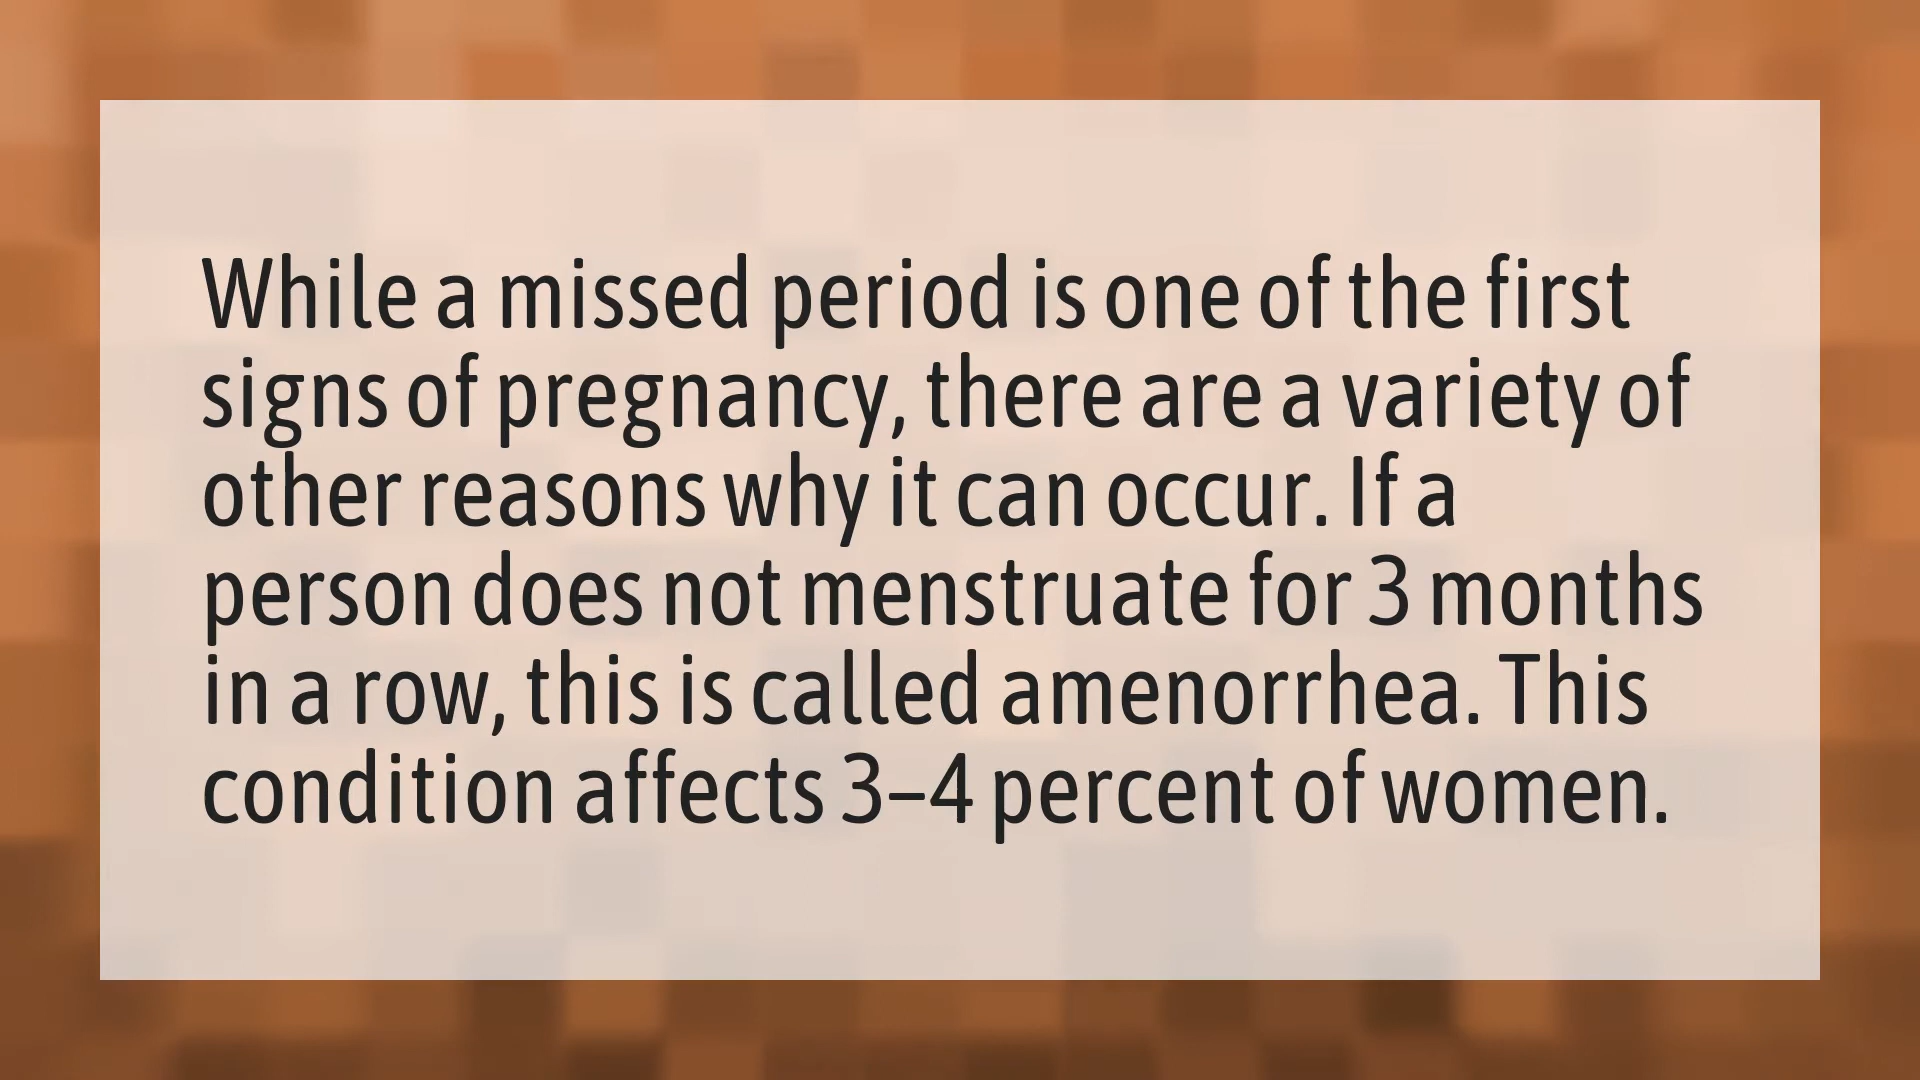 While a missed period is one of the first
signs of pregnancy, there are a variety of
other reasons why it can occur. If a
person does not menstruate for 3 months
in a row, this is called amenorrhea. This
condition affects 3–4 percent of women.